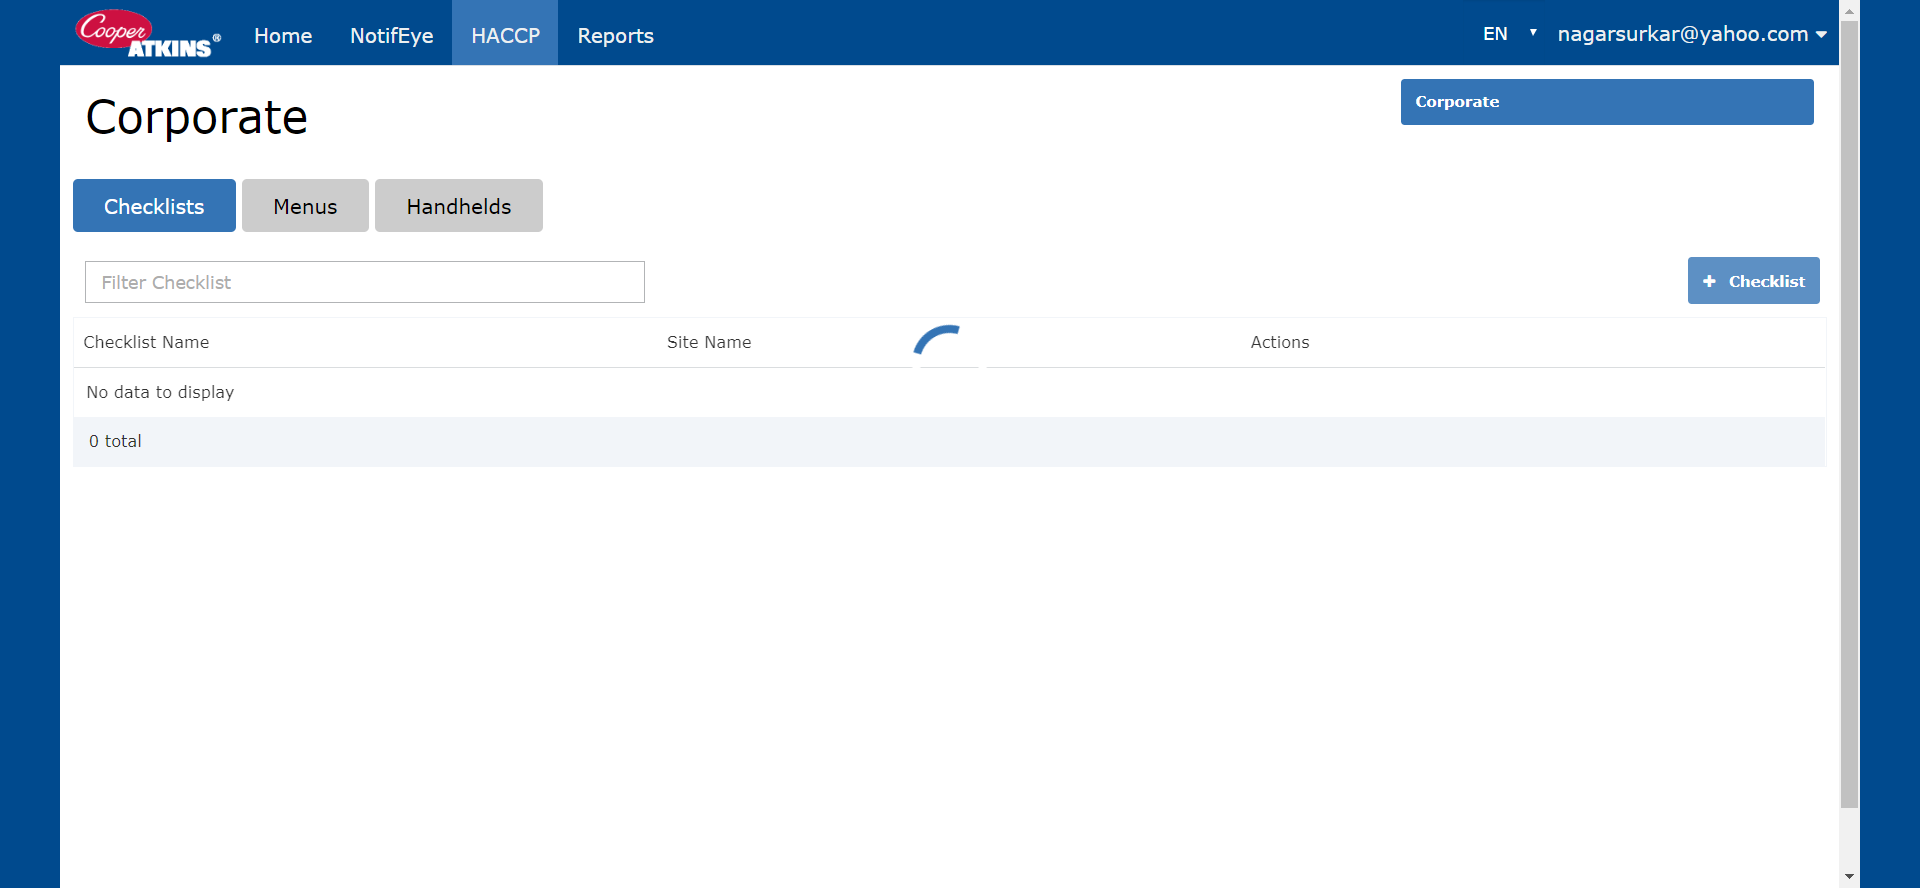 Cooper
ATKINS®
Home
NotifEye
HACCP
Reports
EN
nagarsurkar@yahoo.com
Corporate
Corporate
Checklists
Menus
Handhelds
Filter Checklist
+ Checklist
Checklist Name
Site Name
Actions
No data to display
0 total